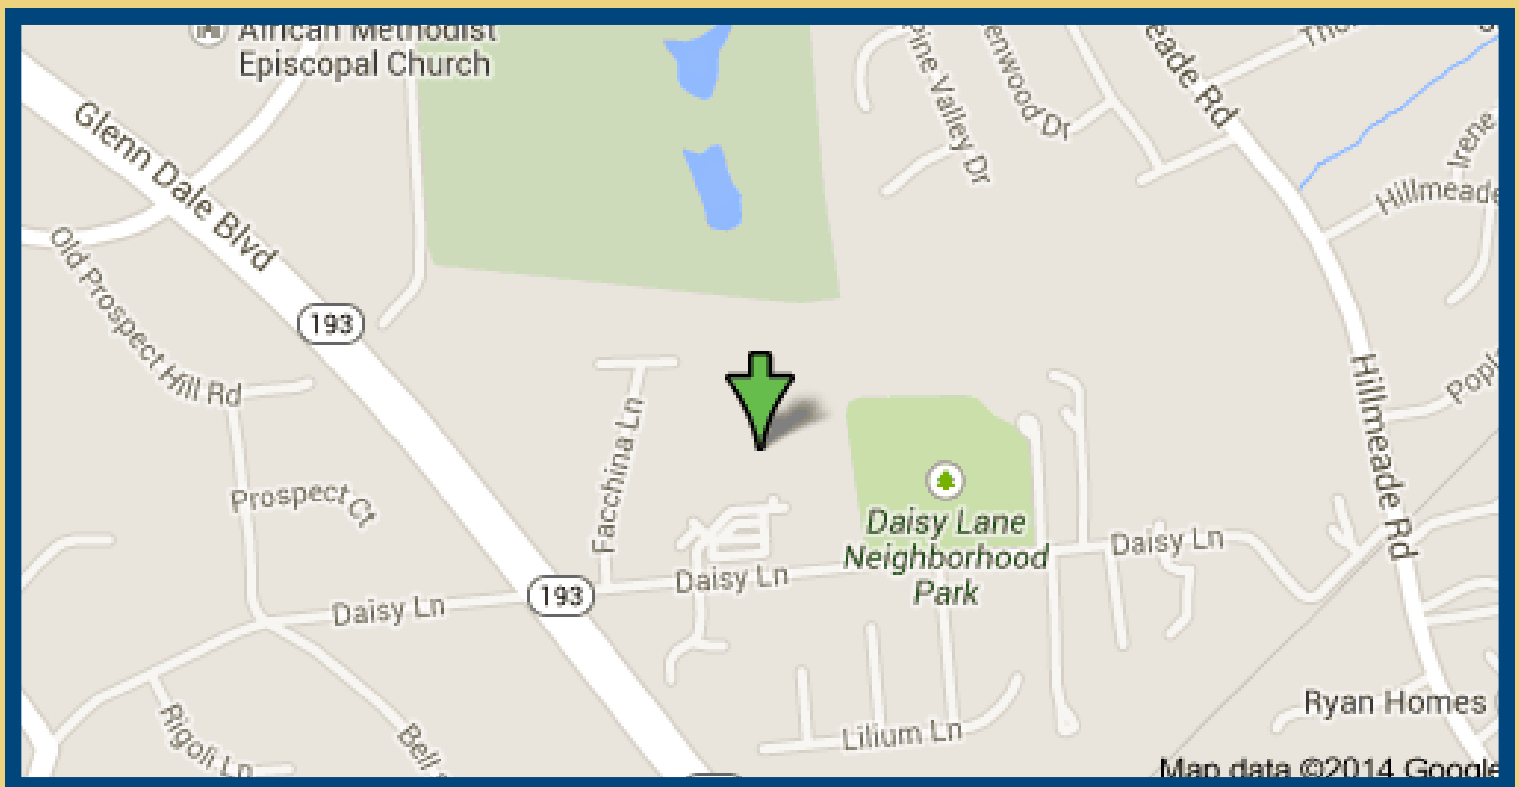 African Methodist
Episcopal Church
Glenn Dale Blvd
Old Prospect Hill Rd
193
Pine Valley Dr
enwood Dr
eade Rd
Irene
Hillmeade
Hillmeade Rd
Facchina Ln
Prospect Ct
Daisy Lane
Neighborhood
Park
Daisy Ln
Daisy Ln
Daisy Ln
193
Rigoli Ln
Bell
Lilium Ln
Ryan Homes
Map data ©2014 Google